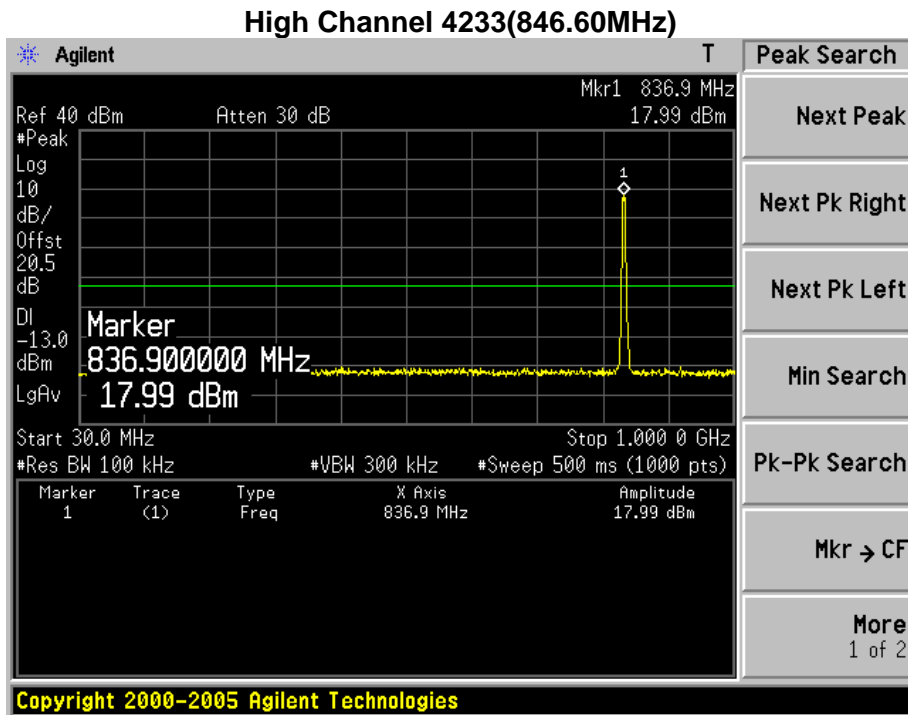 High Channel 4233(846.60MHz)
Agilent T Peak Search
Mkr1 836.9 MHz
Ref 40 dBm Atten 30 dB 17.99 dBm
#Peak
Log
10
dB/
Offst
20.5
dB
DI
-13.0
dBm
LgAv
1
Marker
836.900000 MHz
17.99 dBm
Start 30.0 MHz Stop 1.000 0 GHz
#Res BW 100 kHz #VBW 300 kHz #Sweep 500 ms (1000 pts)
Marker Trace Type X Axis Amplitude
1 (1) Freq 836.9 MHz 17.99 dBm
Next Peak
Next Pk Right
Next Pk Left
Min Search
Pk-Pk Search
Mkr → CF
More
1 of 2
Copyright 2000-2005 Agilent Technologies